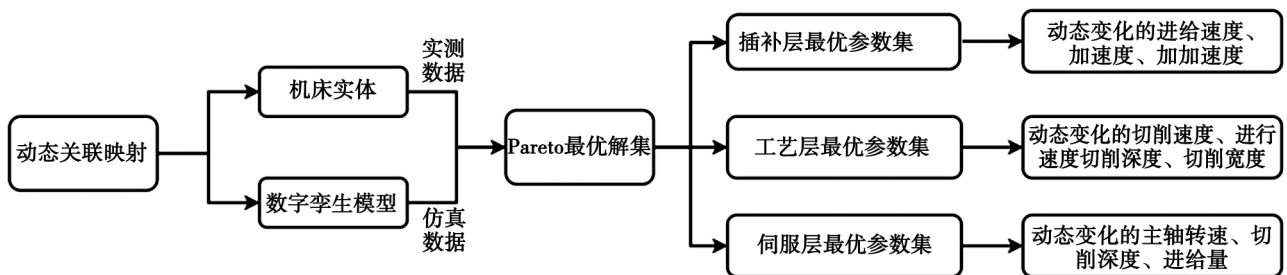 动态关联映射
机床实体
数字孪生模型
实测
数据
仿真
数据
Pareto最优解集
插补层最优参数集
工艺层最优参数集
伺服层最优参数集
动态变化的进给速度、
加速度、加加速度
动态变化的切削速度、进行
速度切削深度、切削宽度
动态变化的主轴转速、切
削深度、进给量